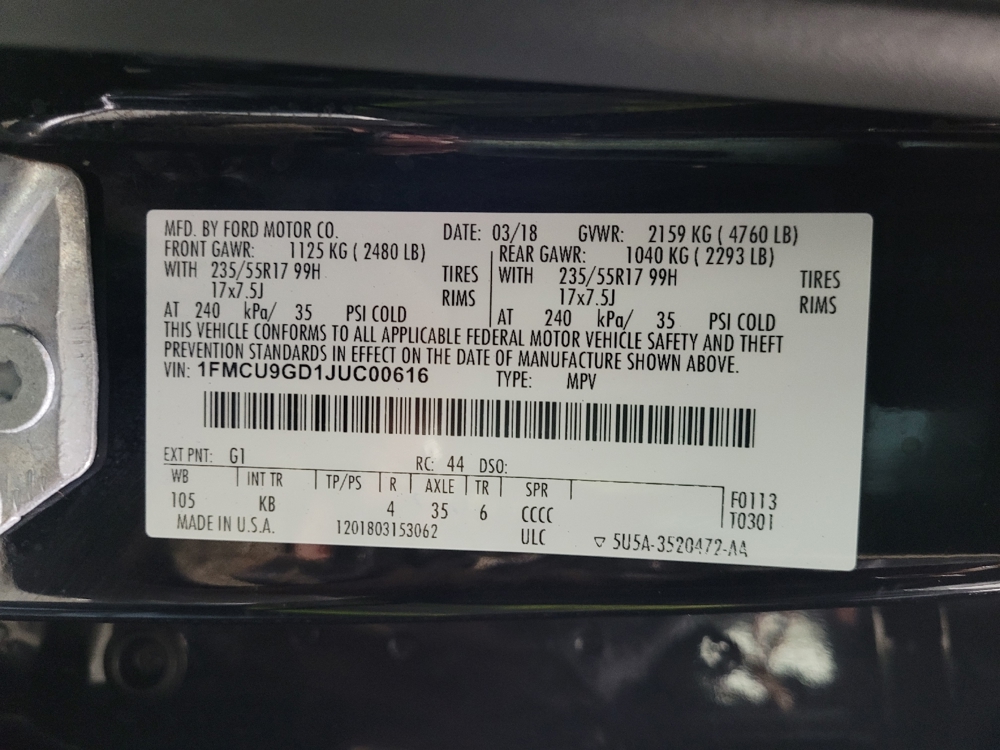 MFD. BY FORD MOTOR CO. DATE: 03/18 GVWR: 2159 KG ( 4760 LB)
FRONT GAWR: 1125 KG ( 2480 LB) REAR GAWR: 1040 KG ( 2293 LB)
WITH 235/55R17 99H TIRES WITH 235/55R17 99H TIRES
17x7.5J RIMS 17x7.5J RIMS
AT 240 kPa/ 35 PSI COLD AT 240 kPa/ 35 PSI COLD
THIS VEHICLE CONFORMS TO ALL APPLICABLE FEDERAL MOTOR VEHICLE SAFETY AND THEFT
PREVENTION STANDARDS IN EFFECT ON THE DATE OF MANUFACTURE SHOWN ABOVE.
VIN: 1FMCU9GD1JUC00616 TYPE: MPV
EXT PNT: G1 RC: 44 DSO:
WB INT TR TP/PS R AXLE TR SPR
105 KB 4 35 6 CCCC F0113
MADE IN U.S.A. 1201803153062 ULC T0301
5U5A-3520472-AA